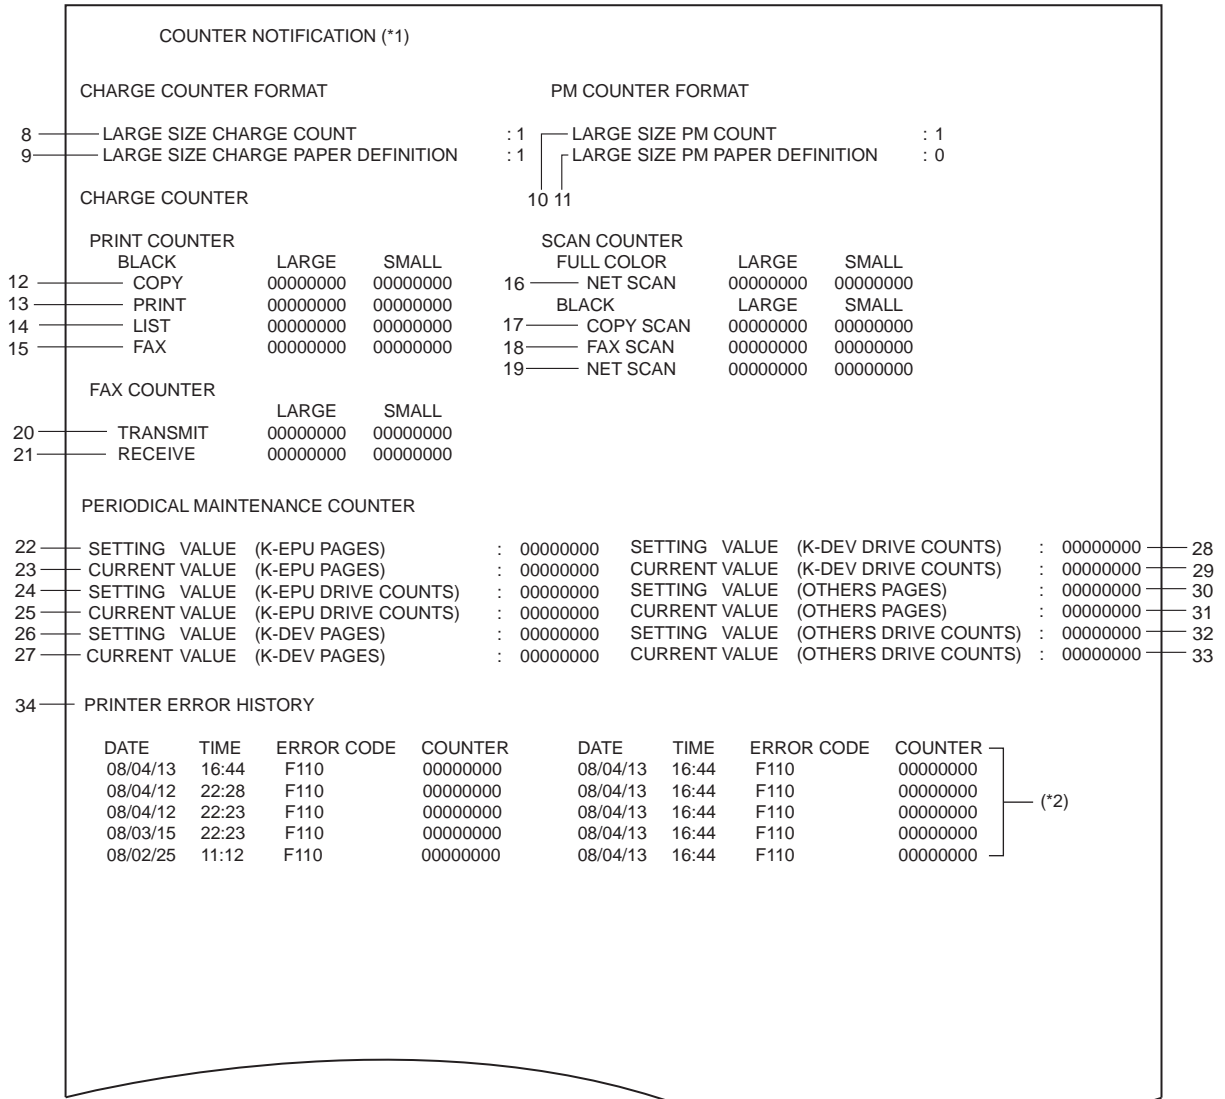 COUNTER NOTIFICATION (*1)
CHARGE COUNTER FORMAT PM COUNTER FORMAT
8 LARGE SIZE CHARGE COUNT : 1 LARGE SIZE PM COUNT : 1
9 LARGE SIZE CHARGE PAPER DEFINITION : 1 LARGE SIZE PM PAPER DEFINITION : 0
CHARGE COUNTER 10 11
PRINT COUNTER SCAN COUNTER
BLACK LARGE SMALL FULL COLOR LARGE SMALL
12 COPY 00000000 00000000 16 NET SCAN 00000000 00000000
13 PRINT 00000000 00000000 BLACK LARGE SMALL
14 LIST 00000000 00000000 17 COPY SCAN 00000000 00000000
15 FAX 00000000 00000000 18 FAX SCAN 00000000 00000000
19 NET SCAN 00000000 00000000
FAX COUNTER
LARGE SMALL
20 TRANSMIT 00000000 00000000
21 RECEIVE 00000000 00000000
PERIODICAL MAINTENANCE COUNTER
22 SETTING VALUE (K-EPU PAGES) : 00000000 SETTING VALUE (K-DEV DRIVE COUNTS) : 00000000 28
23 CURRENT VALUE (K-EPU PAGES) : 00000000 CURRENT VALUE (K-DEV DRIVE COUNTS) : 00000000 29
24 SETTING VALUE (K-EPU DRIVE COUNTS) : 00000000 SETTING VALUE (OTHERS PAGES) : 00000000 30
25 CURRENT VALUE (K-EPU DRIVE COUNTS) : 00000000 CURRENT VALUE (OTHERS PAGES) : 00000000 31
26 SETTING VALUE (K-DEV PAGES) : 00000000 SETTING VALUE (OTHERS DRIVE COUNTS) : 00000000 32
27 CURRENT VALUE (K-DEV PAGES) : 00000000 CURRENT VALUE (OTHERS DRIVE COUNTS) : 00000000 33
34 PRINTER ERROR HISTORY
DATE TIME ERROR CODE COUNTER DATE TIME ERROR CODE COUNTER
08/04/13 16:44 F110 00000000 08/04/13 16:44 F110 00000000
08/04/12 22:28 F110 00000000 08/04/13 16:44 F110 00000000 (*2)
08/04/12 22:23 F110 00000000 08/04/13 16:44 F110 00000000
08/03/15 22:23 F110 00000000 08/04/13 16:44 F110 00000000
08/02/25 11:12 F110 00000000 08/04/13 16:44 F110 00000000